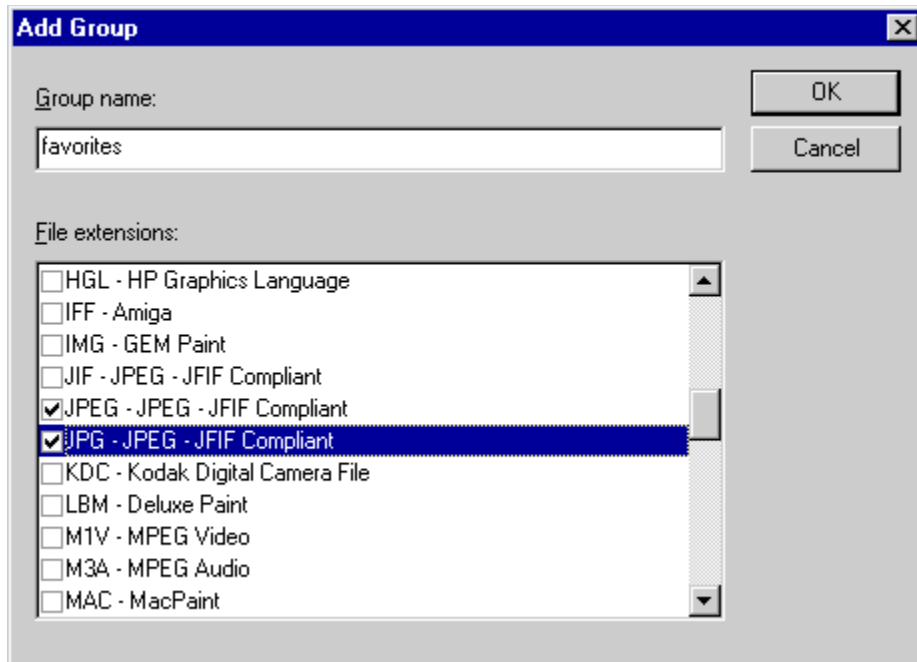 Add Group
Group name:
OK
favorites
Cancel
File extensions:
HGL - HP Graphics Language
IFF - Amiga
IMG - GEM Paint
JIF - JPEG - JFIF Compliant
JPEG - JPEG - JFIF Compliant
JPG - JPEG - JFIF Compliant
KDC - Kodak Digital Camera File
LBM - Deluxe Paint
M1V - MPEG Video
M3A - MPEG Audio
MAC - MacPaint